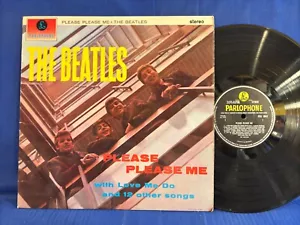 PLEASE PLEASE ME • THE BEATLES
stereo
PARLOPHONE
THE BEATLES
PLEASE
PLEASE ME
with Love Me Do
and 12 other songs
PARLOPHONE